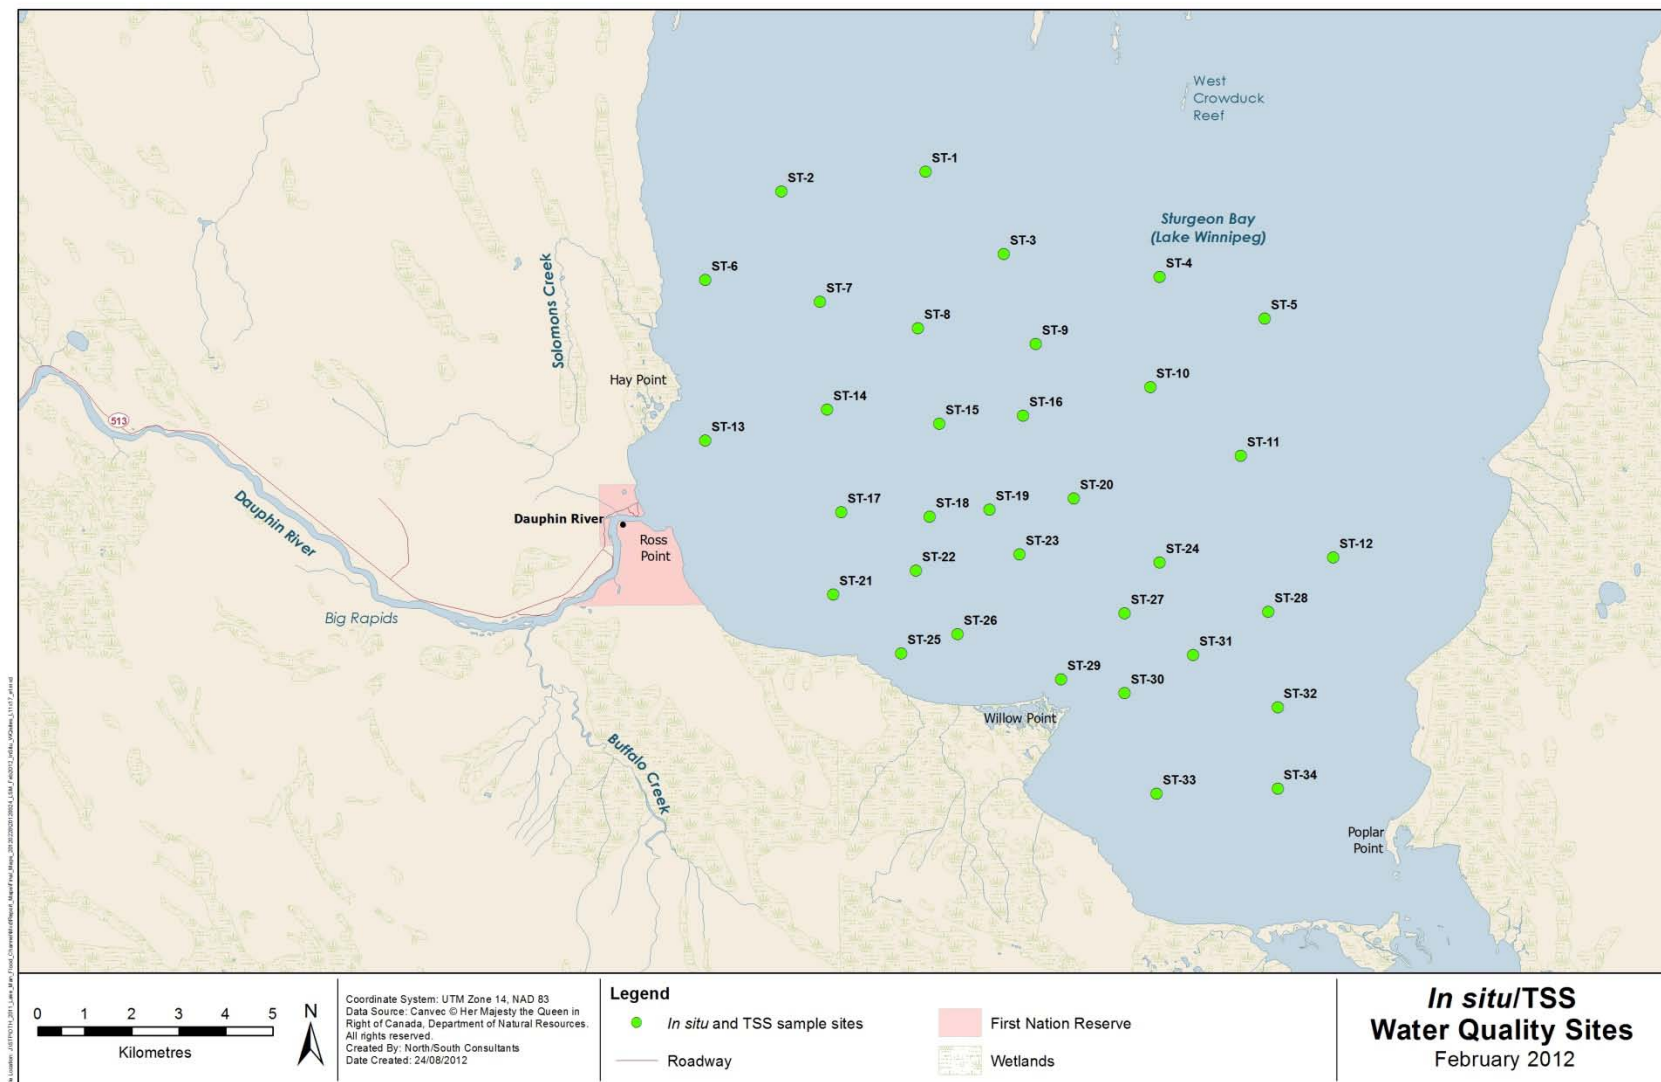 West
Crowduck
Reef
ST-1
ST-2
Sturgeon Bay
(Lake Winnipeg)
ST-3
ST-4
ST-6
ST-7
ST-5
ST-8
ST-9
Solomons Creek
Hay Point
ST-10
ST-14
ST-16
ST-15
513
ST-13
ST-11
ST-20
ST-17
ST-19
ST-18
Dauphin River
Dauphin River
Ross
Point
ST-23
ST-12
ST-24
ST-22
ST-21
Big Rapids
ST-27
ST-28
ST-26
ST-25
ST-31
ST-29
ST-30
ST-32
Willow Point
Buffalo Creek
ST-33
ST-34
Poplar
Point
0 1 2 3 4 5
Kilometres
N
Coordinate System: UTM Zone 14, NAD 83
Data Source: Canvec © Her Majesty the Queen in
Right of Canada, Department of Natural Resources.
All rights reserved.
Created By: North/South Consultants
Date Created: 24/08/2012
Legend
In situ and TSS sample sites
Roadway
First Nation Reserve
Wetlands
In situ/TSS
Water Quality Sites
February 2012